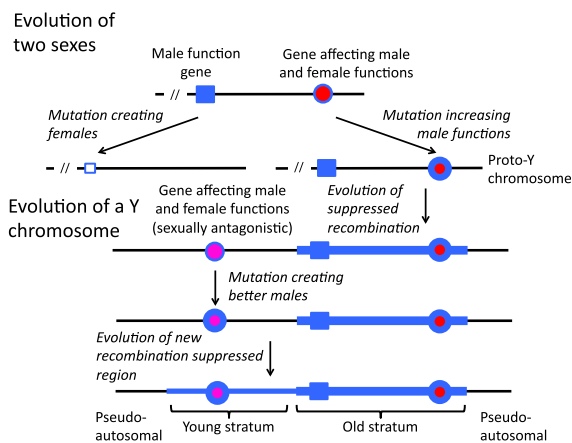 Evolution of
two sexes
Male function
gene
Gene affecting male
and female functions
//
Mutation creating
females
Mutation increasing
male functions
//
//
Proto-Y
chromosome
Evolution of a Y
chromosome
Gene affecting male
and female functions
(sexually antagonistic)
Evolution of
suppressed
recombination
Mutation creating
better males
Evolution of new
recombination suppressed
region
Pseudo-
autosomal
Young stratum
Old stratum
Pseudo-
autosomal